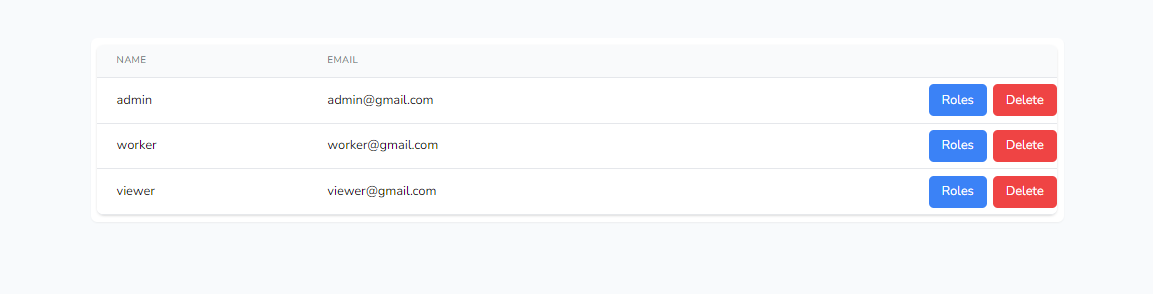 NAME EMAIL
admin admin@gmail.com Roles Delete
worker worker@gmail.com Roles Delete
viewer viewer@gmail.com Roles Delete